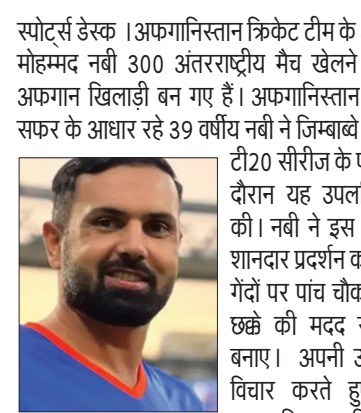 स्पोर्ट्स डेस्क ।अफगानिस्तान क्रिकेट टीम के
मोहम्मद नबी 300 अंतरराष्ट्रीय मैच खेलने
अफगान खिलाड़ी बन गए हैं। अफगानिस्तान
सफर के आधार रहे 39 वर्षीय नबी ने जिम्बाब्वे
टी20 सीरीज के
दौरान यह
की। नबी ने इस
शानदार प्रदर्शन
गेंदों पर पांच
छक्के की मदद
बनाए। अपनी
विचार करते